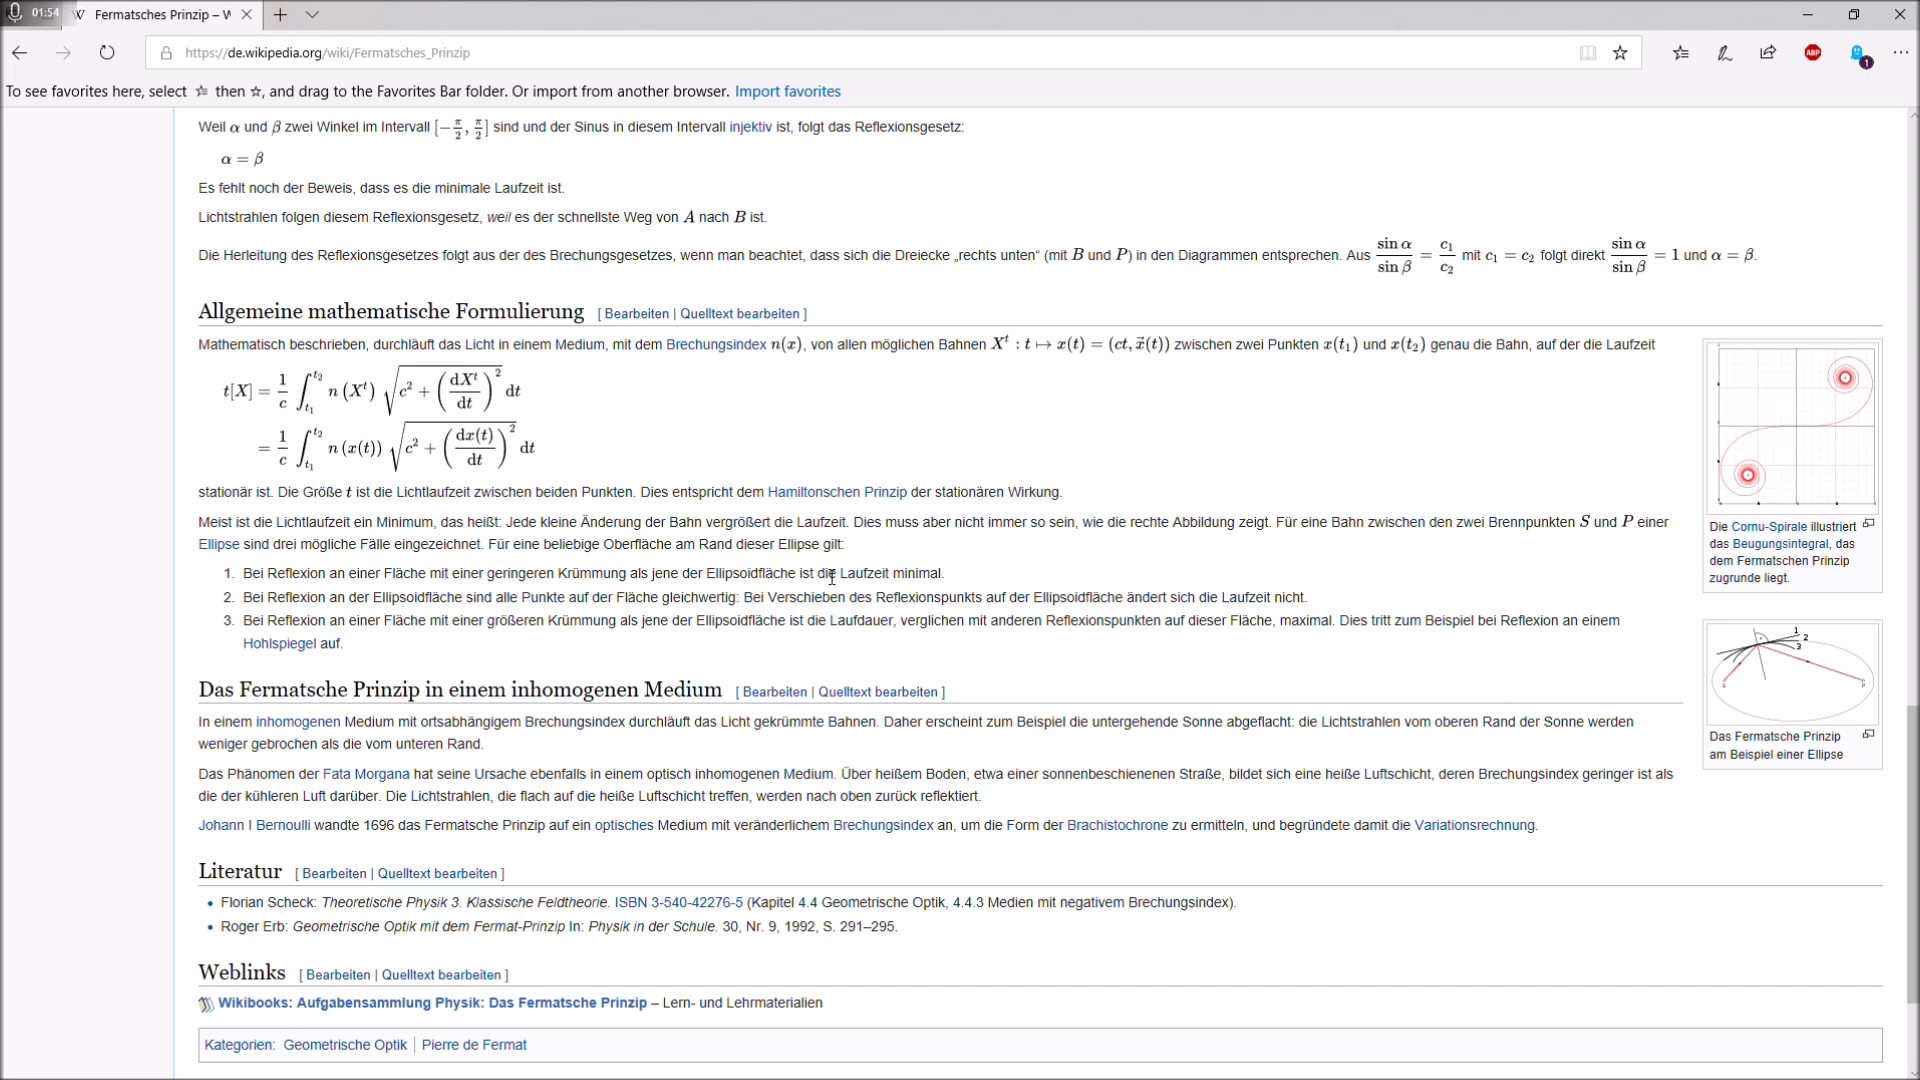 01:54
Fermatsches Prinzip – W
https://de.wikipedia.org/wiki/Fermatsches_Prinzip
ABP
1
To see favorites here, select ☆ then ☆, and drag to the Favorites Bar folder. Or import from another browser. Import favorites
Weil α und β zwei Winkel im Intervall [−π/2, π/2] sind und der Sinus in diesem Intervall injektiv ist, folgt das Reflexionsgesetz:
α = β
Es fehlt noch der Beweis, dass es die minimale Laufzeit ist.
Lichtstrahlen folgen diesem Reflexionsgesetz, weil es der schnellste Weg von A nach B ist.
Die Herleitung des Reflexionsgesetzes folgt aus der des Brechungsgesetzes, wenn man beachtet, dass sich die Dreiecke „rechts unten“ (mit B und P) in den Diagrammen entsprechen. Aus sin α / sin β = c₁ / c₂ mit c₁ = c₂ folgt direkt sin α / sin β = 1 und α = β.
Allgemeine mathematische Formulierung [ Bearbeiten | Quelltext bearbeiten ]
Mathematisch beschrieben, durchläuft das Licht in einem Medium, mit dem Brechungsindex n(x), von allen möglichen Bahnen Xᵗ : t ↦ x(t) = (ct, x⃗(t)) zwischen zwei Punkten x(t₁) und x(t₂) genau die Bahn, auf der die Laufzeit
t[X] = 1/c ∫_{t₁}^{t₂} n (Xᵗ) √(c² + (dXᵗ/dt)²) dt
= 1/c ∫_{t₁}^{t₂} n (x(t)) √(c² + (dx(t)/dt)²) dt
stationär ist. Die Größe t ist die Lichtlaufzeit zwischen beiden Punkten. Dies entspricht dem Hamiltonschen Prinzip der stationären Wirkung.
Meist ist die Lichtlaufzeit ein Minimum, das heißt: Jede kleine Änderung der Bahn vergrößert die Laufzeit. Dies muss aber nicht immer so sein, wie die rechte Abbildung zeigt. Für eine Bahn zwischen den zwei Brennpunkten S und P einer
Ellipse sind drei mögliche Fälle eingezeichnet. Für eine beliebige Oberfläche am Rand dieser Ellipse gilt:
1. Bei Reflexion an einer Fläche mit einer geringeren Krümmung als jene der Ellipsoidfläche ist die Laufzeit minimal.
2. Bei Reflexion an der Ellipsoidfläche sind alle Punkte auf der Fläche gleichwertig: Bei Verschieben des Reflexionspunkts auf der Ellipsoidfläche ändert sich die Laufzeit nicht.
3. Bei Reflexion an einer Fläche mit einer größeren Krümmung als jene der Ellipsoidfläche ist die Laufdauer, verglichen mit anderen Reflexionspunkten auf dieser Fläche, maximal. Dies tritt zum Beispiel bei Reflexion an einem
Hohlspiegel auf.
Die Cornu-Spirale illustriert
das Beugungsintegral, das
dem Fermatschen Prinzip
zugrunde liegt.
1
2
3
Das Fermatsche Prinzip
am Beispiel einer Ellipse
Das Fermatsche Prinzip in einem inhomogenen Medium [ Bearbeiten | Quelltext bearbeiten ]
In einem inhomogenen Medium mit ortsabhängigem Brechungsindex durchläuft das Licht gekrümmte Bahnen. Daher erscheint zum Beispiel die untergehende Sonne abgeflacht: die Lichtstrahlen vom oberen Rand der Sonne werden
weniger gebrochen als die vom unteren Rand.
Das Phänomen der Fata Morgana hat seine Ursache ebenfalls in einem optisch inhomogenen Medium. Über heißem Boden, etwa einer sonnenbeschienenen Straße, bildet sich eine heiße Luftschicht, deren Brechungsindex geringer ist als
die der kühleren Luft darüber. Die Lichtstrahlen, die flach auf die heiße Luftschicht treffen, werden nach oben zurück reflektiert.
Johann I Bernoulli wandte 1696 das Fermatsche Prinzip auf ein optisches Medium mit veränderlichem Brechungsindex an, um die Form der Brachistochrone zu ermitteln, und begründete damit die Variationsrechnung.
Literatur [ Bearbeiten | Quelltext bearbeiten ]
• Florian Scheck: Theoretische Physik 3. Klassische Feldtheorie. ISBN 3-540-42276-5 (Kapitel 4.4 Geometrische Optik, 4.4.3 Medien mit negativem Brechungsindex).
• Roger Erb: Geometrische Optik mit dem Fermat-Prinzip In: Physik in der Schule. 30, Nr. 9, 1992, S. 291–295.
Weblinks [ Bearbeiten | Quelltext bearbeiten ]
Wikibooks: Aufgabensammlung Physik: Das Fermatsche Prinzip – Lern- und Lehrmaterialien
Kategorien: Geometrische Optik | Pierre de Fermat